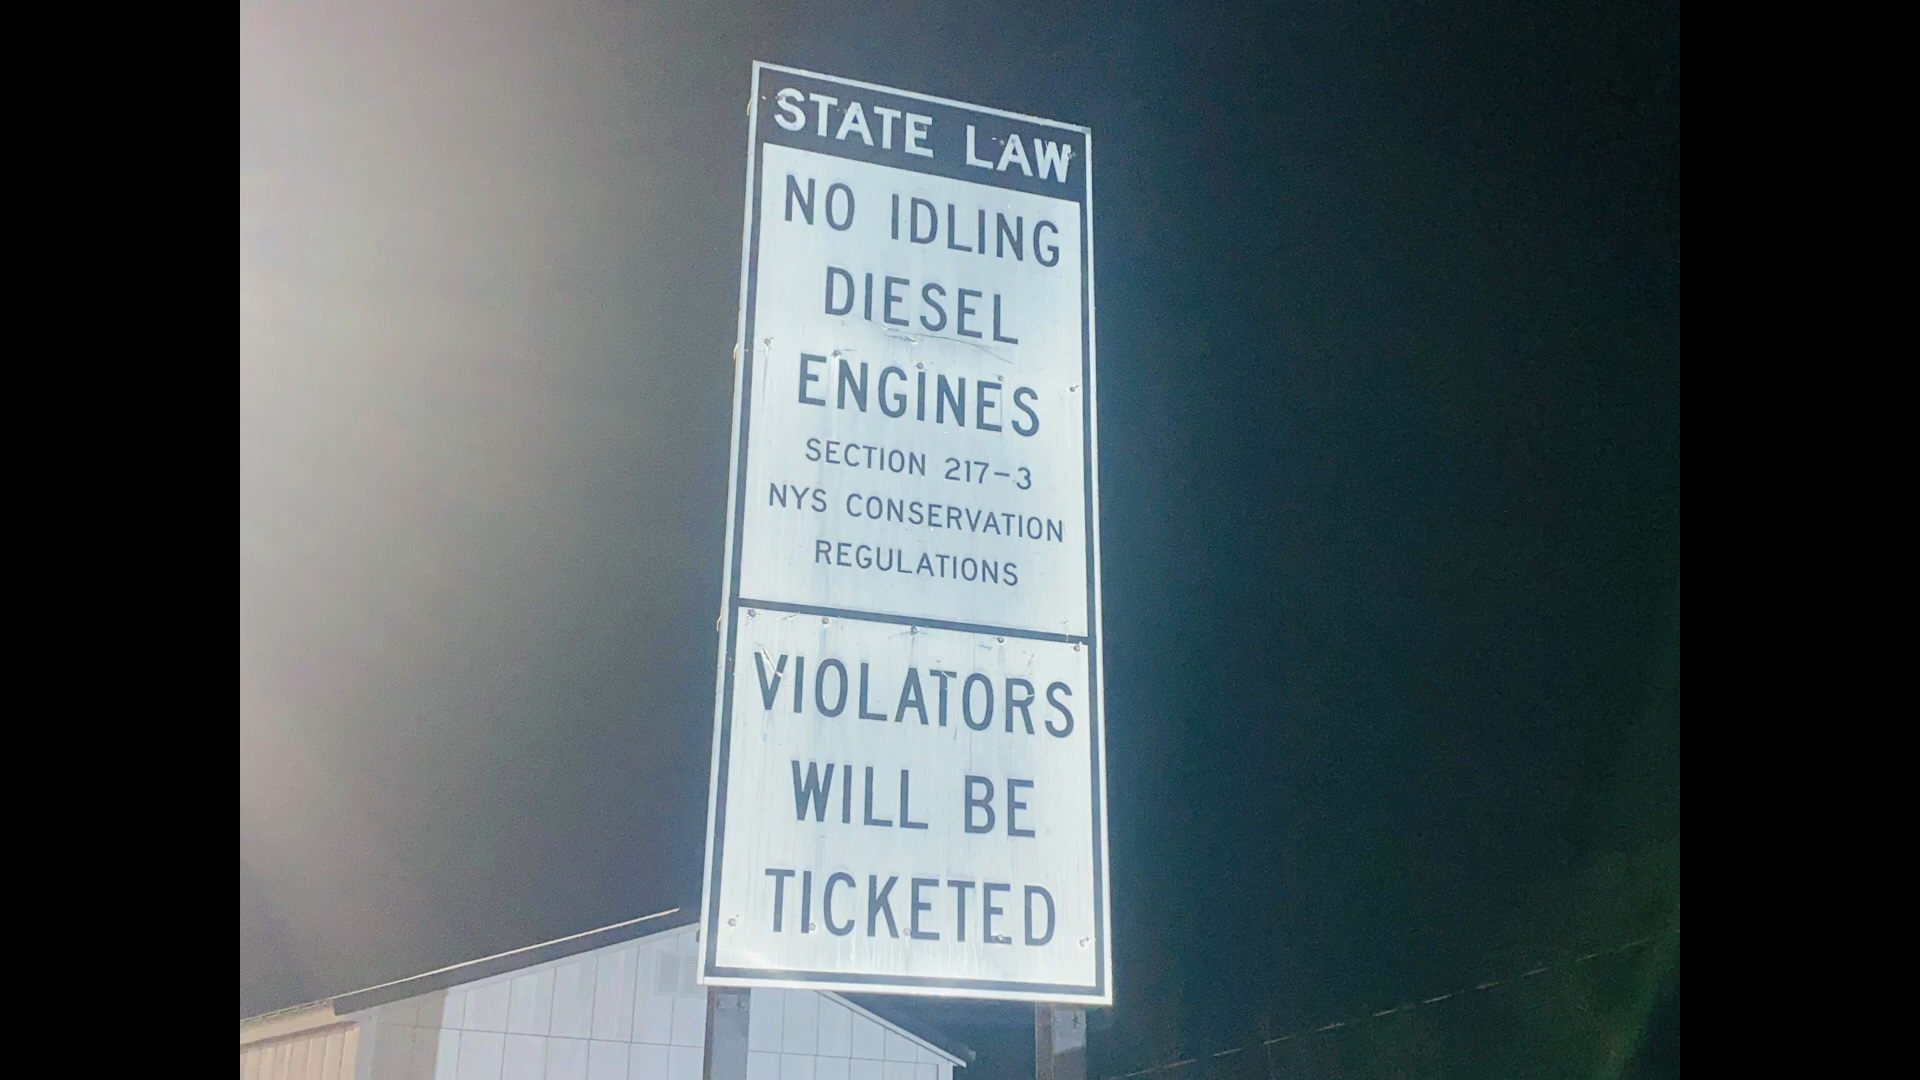 STATE LAW
NO IDLING
DIESEL
ENGINES
SECTION 217-3
NYS CONSERVATION
REGULATIONS
VIOLATORS
WILL BE
TICKETED